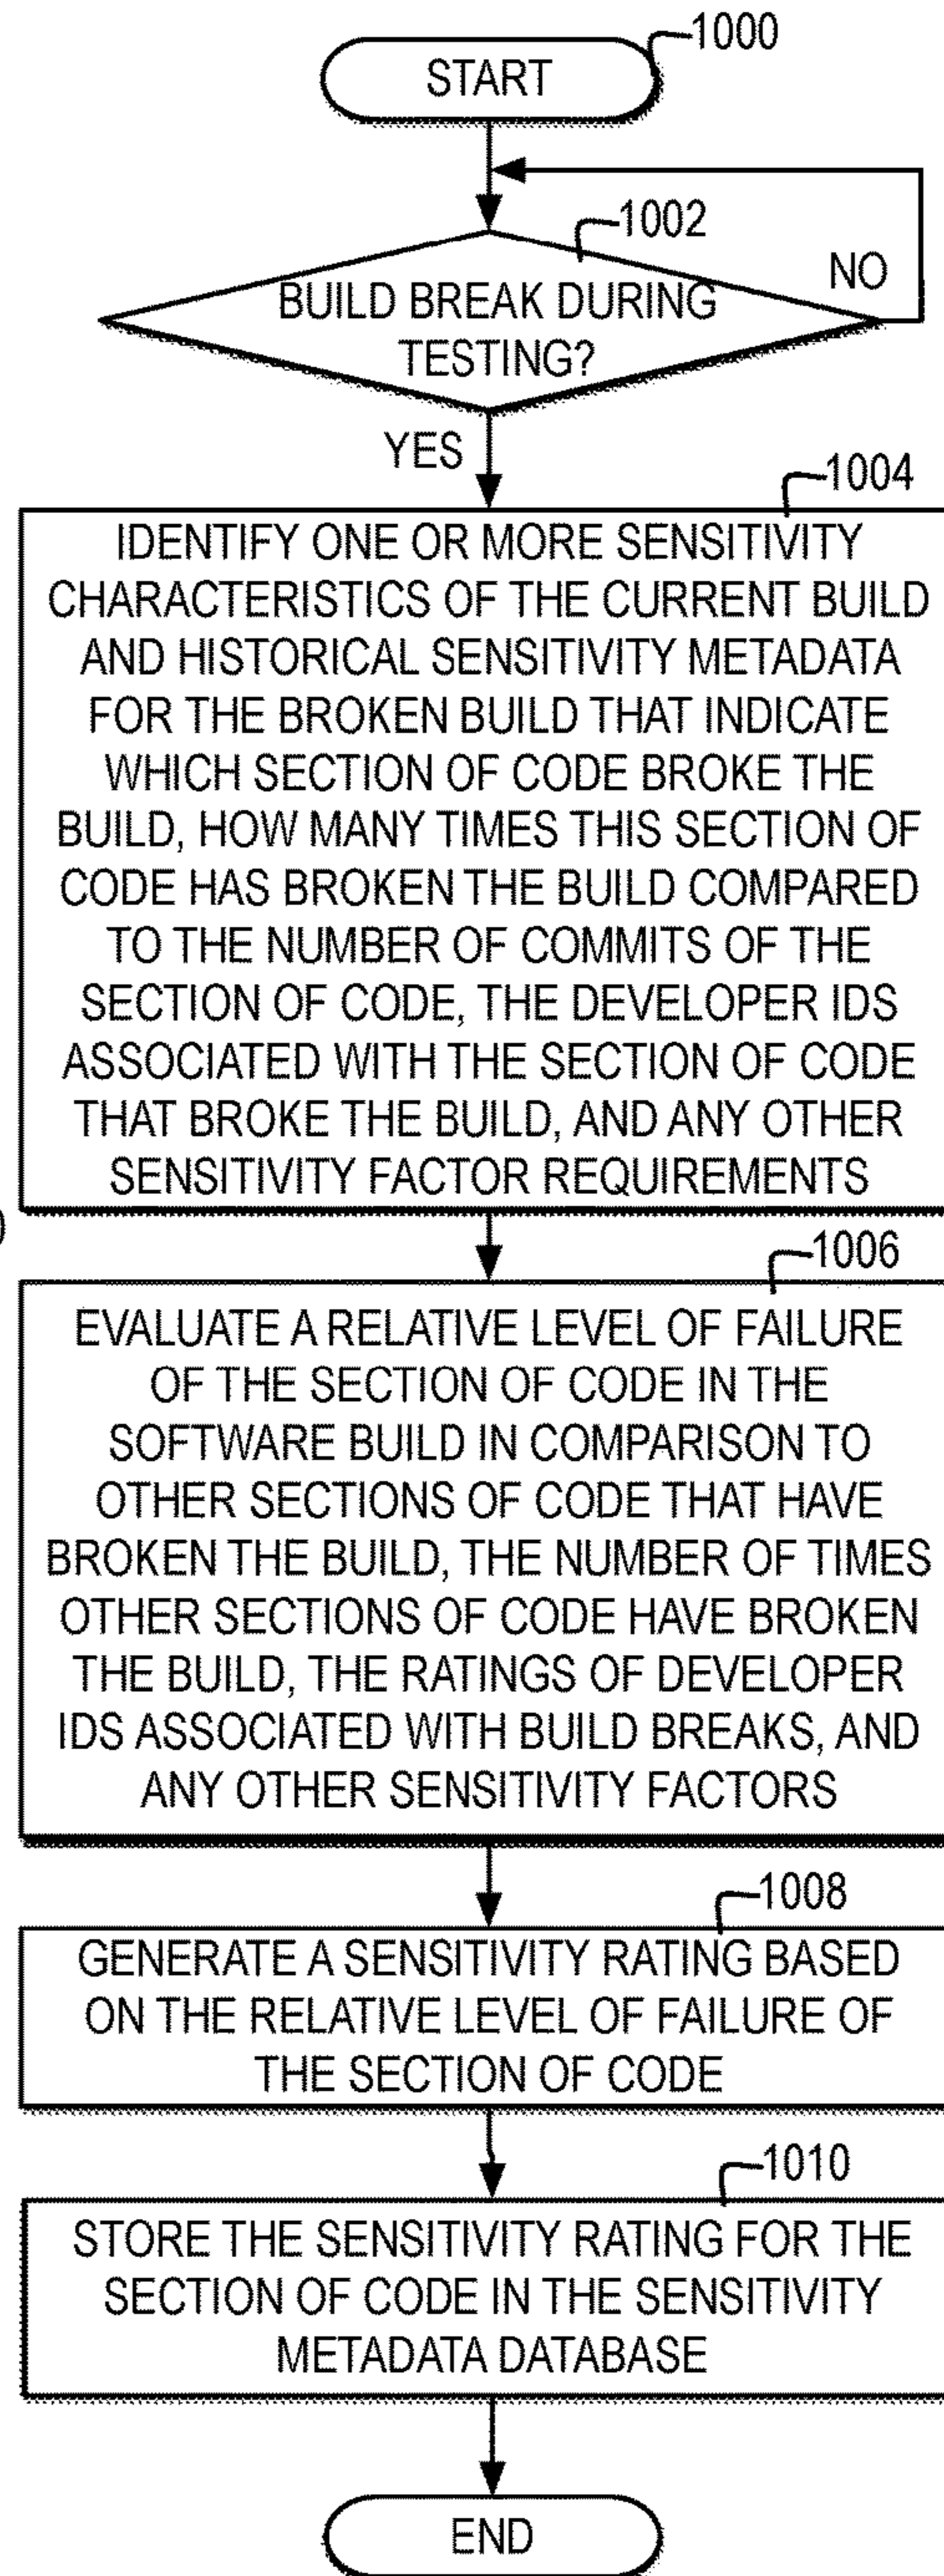 1000
START
1002
NO
BUILD BREAK DURING
TESTING?
YES
1004
IDENTIFY ONE OR MORE SENSITIVITY
CHARACTERISTICS OF THE CURRENT BUILD
AND HISTORICAL SENSITIVITY METADATA
FOR THE BROKEN BUILD THAT INDICATE
WHICH SECTION OF CODE BROKE THE
BUILD, HOW MANY TIMES THIS SECTION OF
CODE HAS BROKEN THE BUILD COMPARED
TO THE NUMBER OF COMMITS OF THE
SECTION OF CODE, THE DEVELOPER IDS
ASSOCIATED WITH THE SECTION OF CODE
THAT BROKE THE BUILD, AND ANY OTHER
SENSITIVITY FACTOR REQUIREMENTS
1006
EVALUATE A RELATIVE LEVEL OF FAILURE
OF THE SECTION OF CODE IN THE
SOFTWARE BUILD IN COMPARISON TO
OTHER SECTIONS OF CODE THAT HAVE
BROKEN THE BUILD, THE NUMBER OF TIMES
OTHER SECTIONS OF CODE HAVE BROKEN
THE BUILD, THE RATINGS OF DEVELOPER
IDS ASSOCIATED WITH BUILD BREAKS, AND
ANY OTHER SENSITIVITY FACTORS
1008
GENERATE A SENSITIVITY RATING BASED
ON THE RELATIVE LEVEL OF FAILURE OF
THE SECTION OF CODE
1010
STORE THE SENSITIVITY RATING FOR THE
SECTION OF CODE IN THE SENSITIVITY
METADATA DATABASE
END